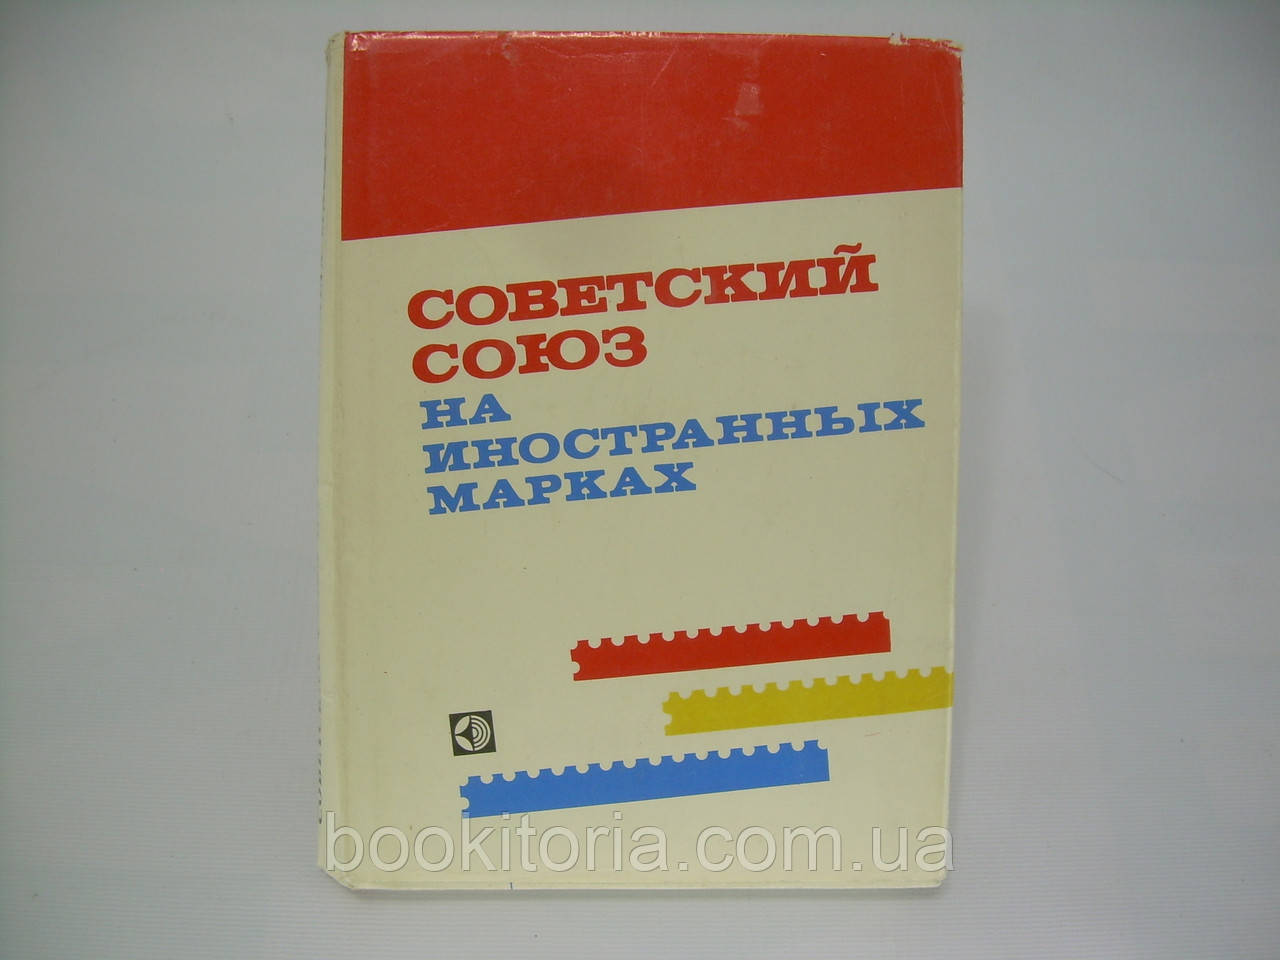 СОВЕТСКИЙ
СОЮЗ
НА
ИНОСТРАННЫХ
МАРКАХ
bookitoria.com.ua